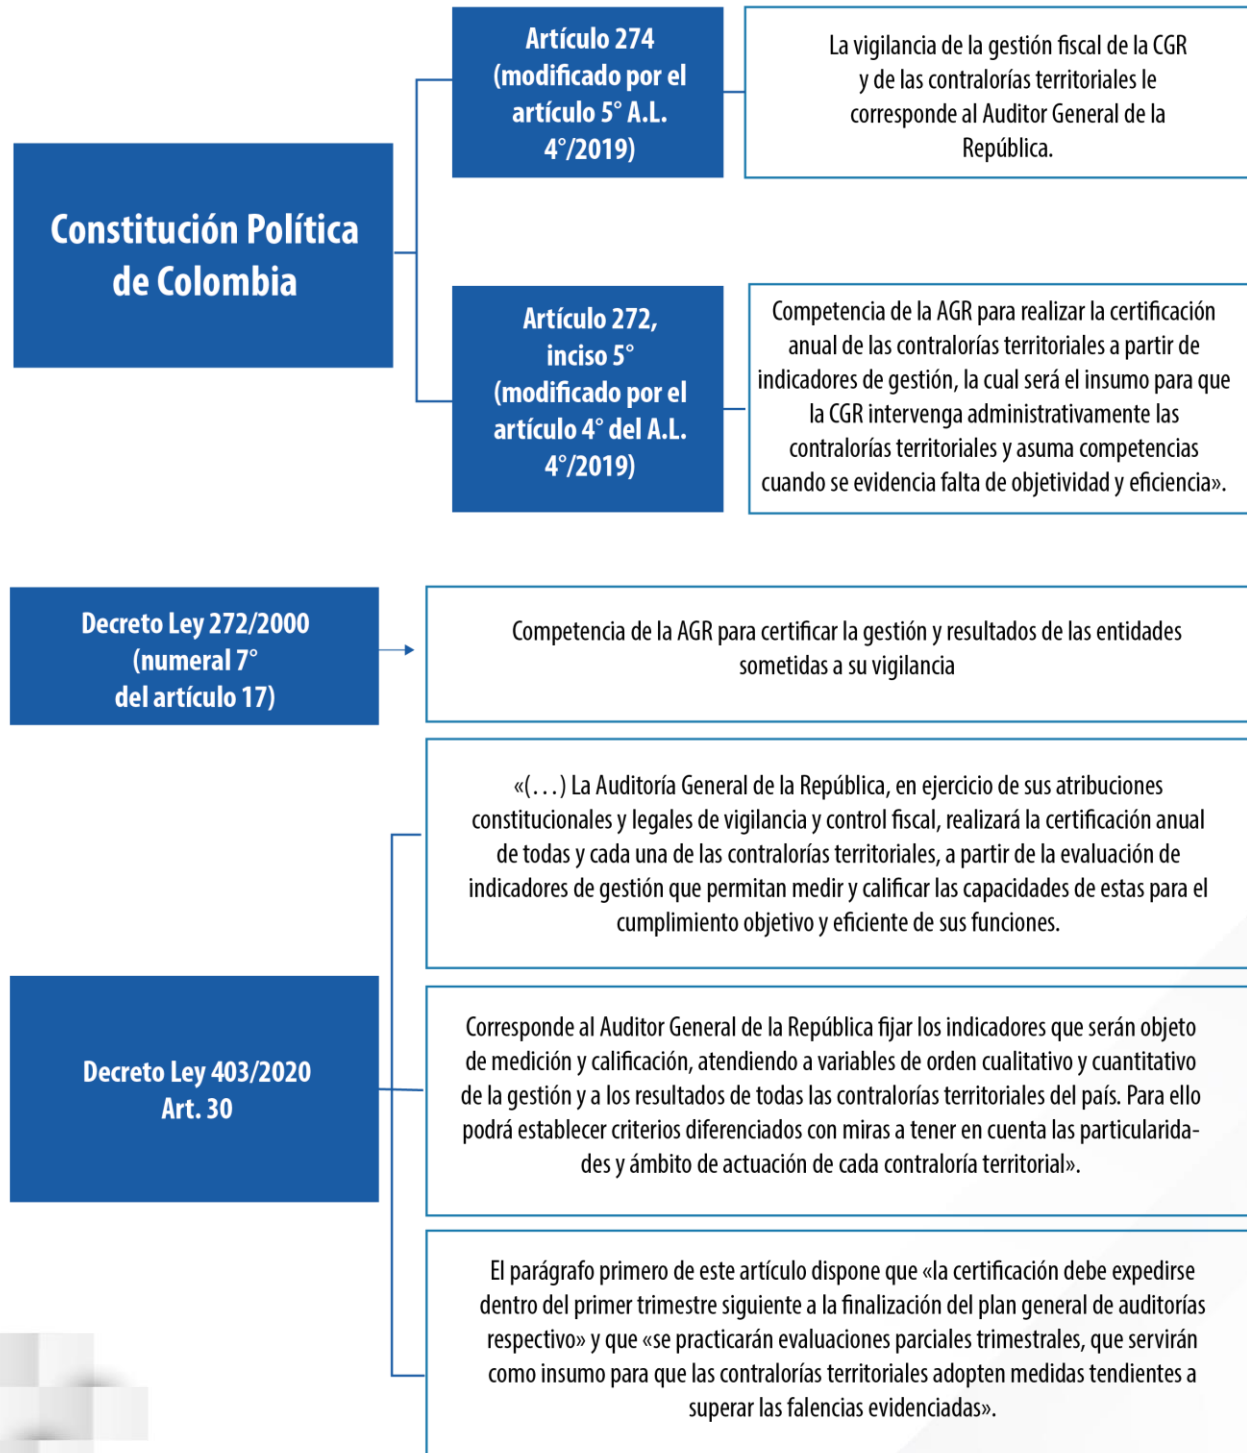 Constitución Política
de Colombia
Artículo 274
(modificado por el
artículo 5° A.L.
4°/2019)
La vigilancia de la gestión fiscal de la CGR
y de las contralorías territoriales le
corresponde al Auditor General de la
República.
Artículo 272,
inciso 5°
(modificado por el
artículo 4° del A.L.
4°/2019)
Competencia de la AGR para realizar la certificación
anual de las contralorías territoriales a partir de
indicadores de gestión, la cual será el insumo para que
la CGR intervenga administrativamente las
contralorías territoriales y asuma competencias
cuando se evidencia falta de objetividad y eficiencia».
Decreto Ley 272/2000
(numeral 7°
del artículo 17)
Competencia de la AGR para certificar la gestión y resultados de las entidades
sometidas a su vigilancia
Decreto Ley 403/2020
Art. 30
«(...) La Auditoría General de la República, en ejercicio de sus atribuciones
constitucionales y legales de vigilancia y control fiscal, realizará la certificación anual
de todas y cada una de las contralorías territoriales, a partir de la evaluación de
indicadores de gestión que permitan medir y calificar las capacidades de estas para el
cumplimiento objetivo y eficiente de sus funciones.
Corresponde al Auditor General de la República fijar los indicadores que serán objeto
de medición y calificación, atendiendo a variables de orden cualitativo y cuantitativo
de la gestión y a los resultados de todas las contralorías territoriales del país. Para ello
podrá establecer criterios diferenciados con miras a tener en cuenta las particularida-
des y ámbito de actuación de cada contraloría territorial».
El parágrafo primero de este artículo dispone que «la certificación debe expedirse
dentro del primer trimestre siguiente a la finalización del plan general de auditorías
respectivo» y que «se practicarán evaluaciones parciales trimestrales, que servirán
como insumo para que las contralorías territoriales adopten medidas tendientes a
superar las falencias evidenciadas».